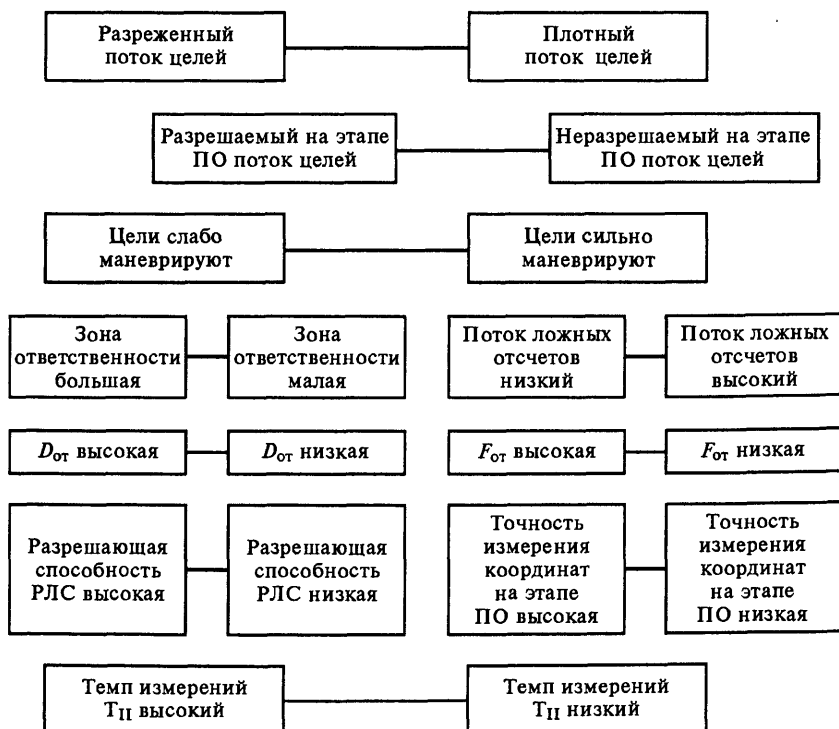 Разреженный
поток целей
Плотный
поток целей
Разрешаемый на этапе
ПО поток целей
Неразрешаемый на этапе
ПО поток целей
Цели слабо
маневрируют
Цели сильно
маневрируют
Зона
ответственности
большая
Зона
ответственности
малая
Поток ложных
отсчетов
низкий
Поток ложных
отсчетов
высокий
Dот высокая
Dот низкая
Fот высокая
Fот низкая
Разрешающая
способность
РЛС высокая
Разрешающая
способность
РЛС низкая
Точность
измерения
координат
на этапе
ПО высокая
Точность
измерения
координат
на этапе
ПО низкая
Темп измерений
TII высокий
Темп измерений
TII низкий